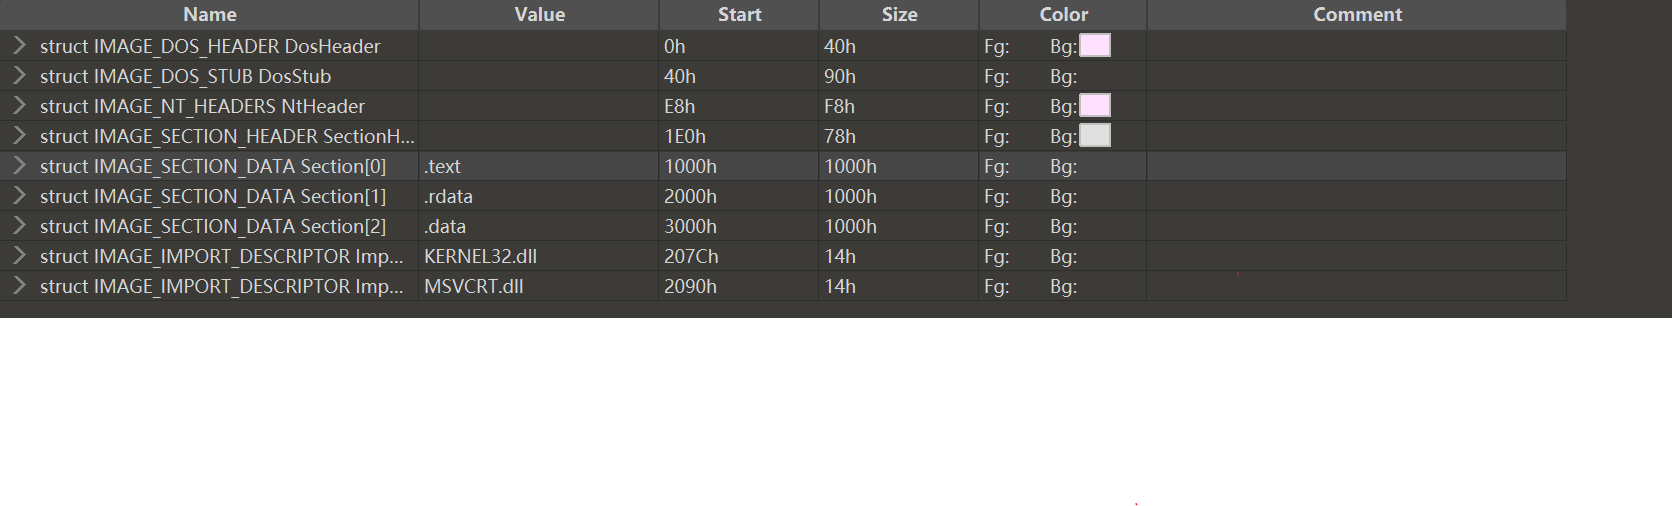 Name Value Start Size Color Comment
struct IMAGE_DOS_HEADER DosHeader 0h 40h Fg: Bg:
struct IMAGE_DOS_STUB DosStub 40h 90h Fg: Bg:
struct IMAGE_NT_HEADERS NtHeader E8h F8h Fg: Bg:
struct IMAGE_SECTION_HEADER SectionH... 1E0h 78h Fg: Bg:
struct IMAGE_SECTION_DATA Section[0] .text 1000h 1000h Fg: Bg:
struct IMAGE_SECTION_DATA Section[1] .rdata 2000h 1000h Fg: Bg:
struct IMAGE_SECTION_DATA Section[2] .data 3000h 1000h Fg: Bg:
struct IMAGE_IMPORT_DESCRIPTOR Imp... KERNEL32.dll 207Ch 14h Fg: Bg:
struct IMAGE_IMPORT_DESCRIPTOR Imp... MSVCRT.dll 2090h 14h Fg: Bg: